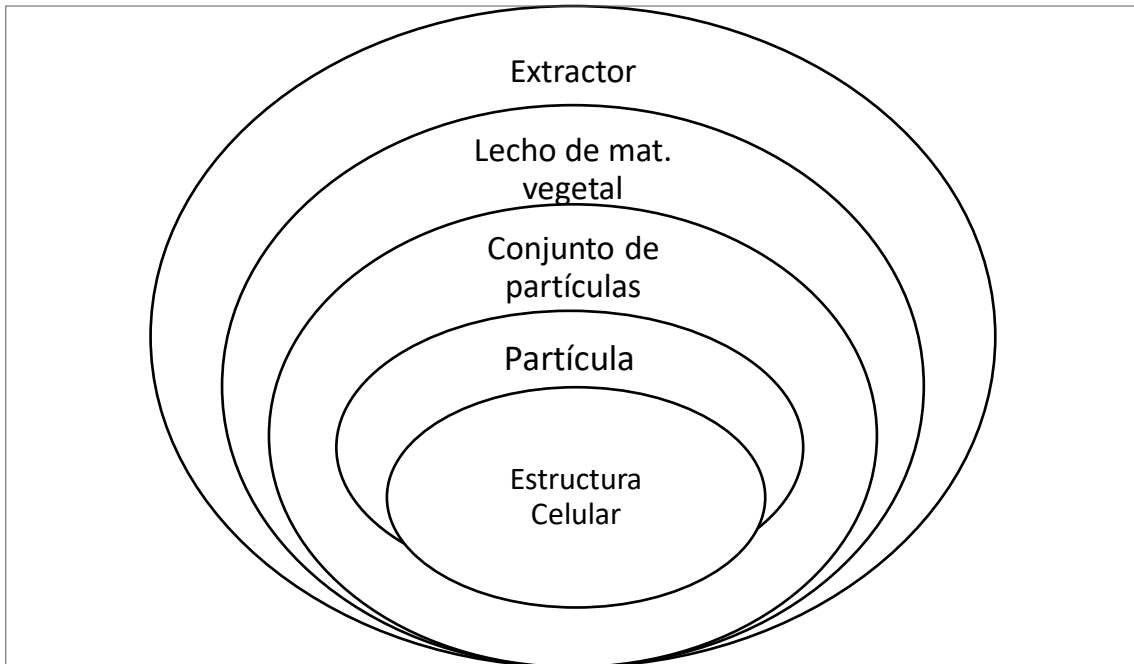 Extractor
Lecho de mat.
vegetal
Conjunto de
partículas
Partícula
Estructura
Celular